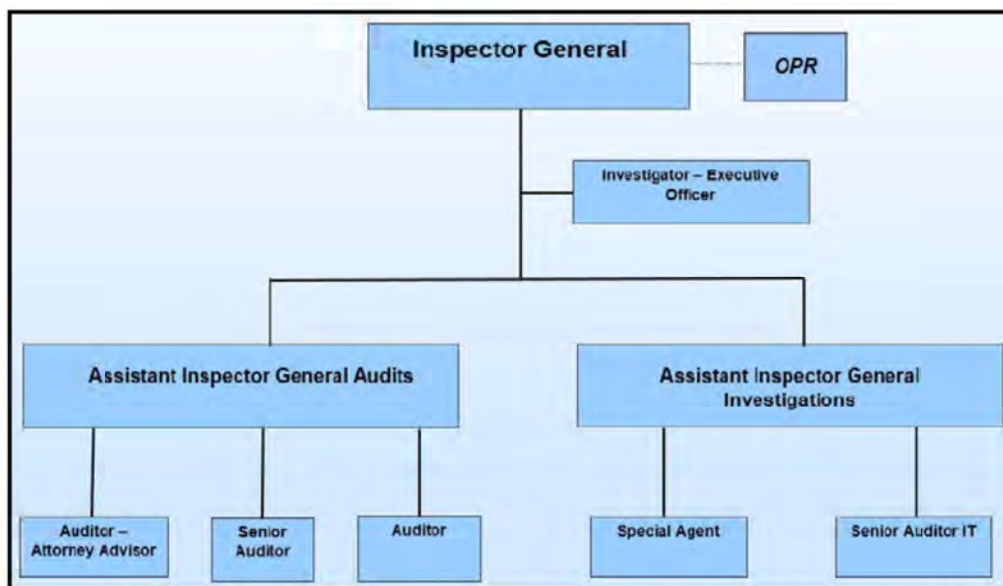 Inspector General
OPR
Investigator – Executive
Officer
Assistant Inspector General Audits
Assistant Inspector General
Investigations
Auditor –
Attorney Advisor
Senior
Auditor
Auditor
Special Agent
Senior Auditor IT